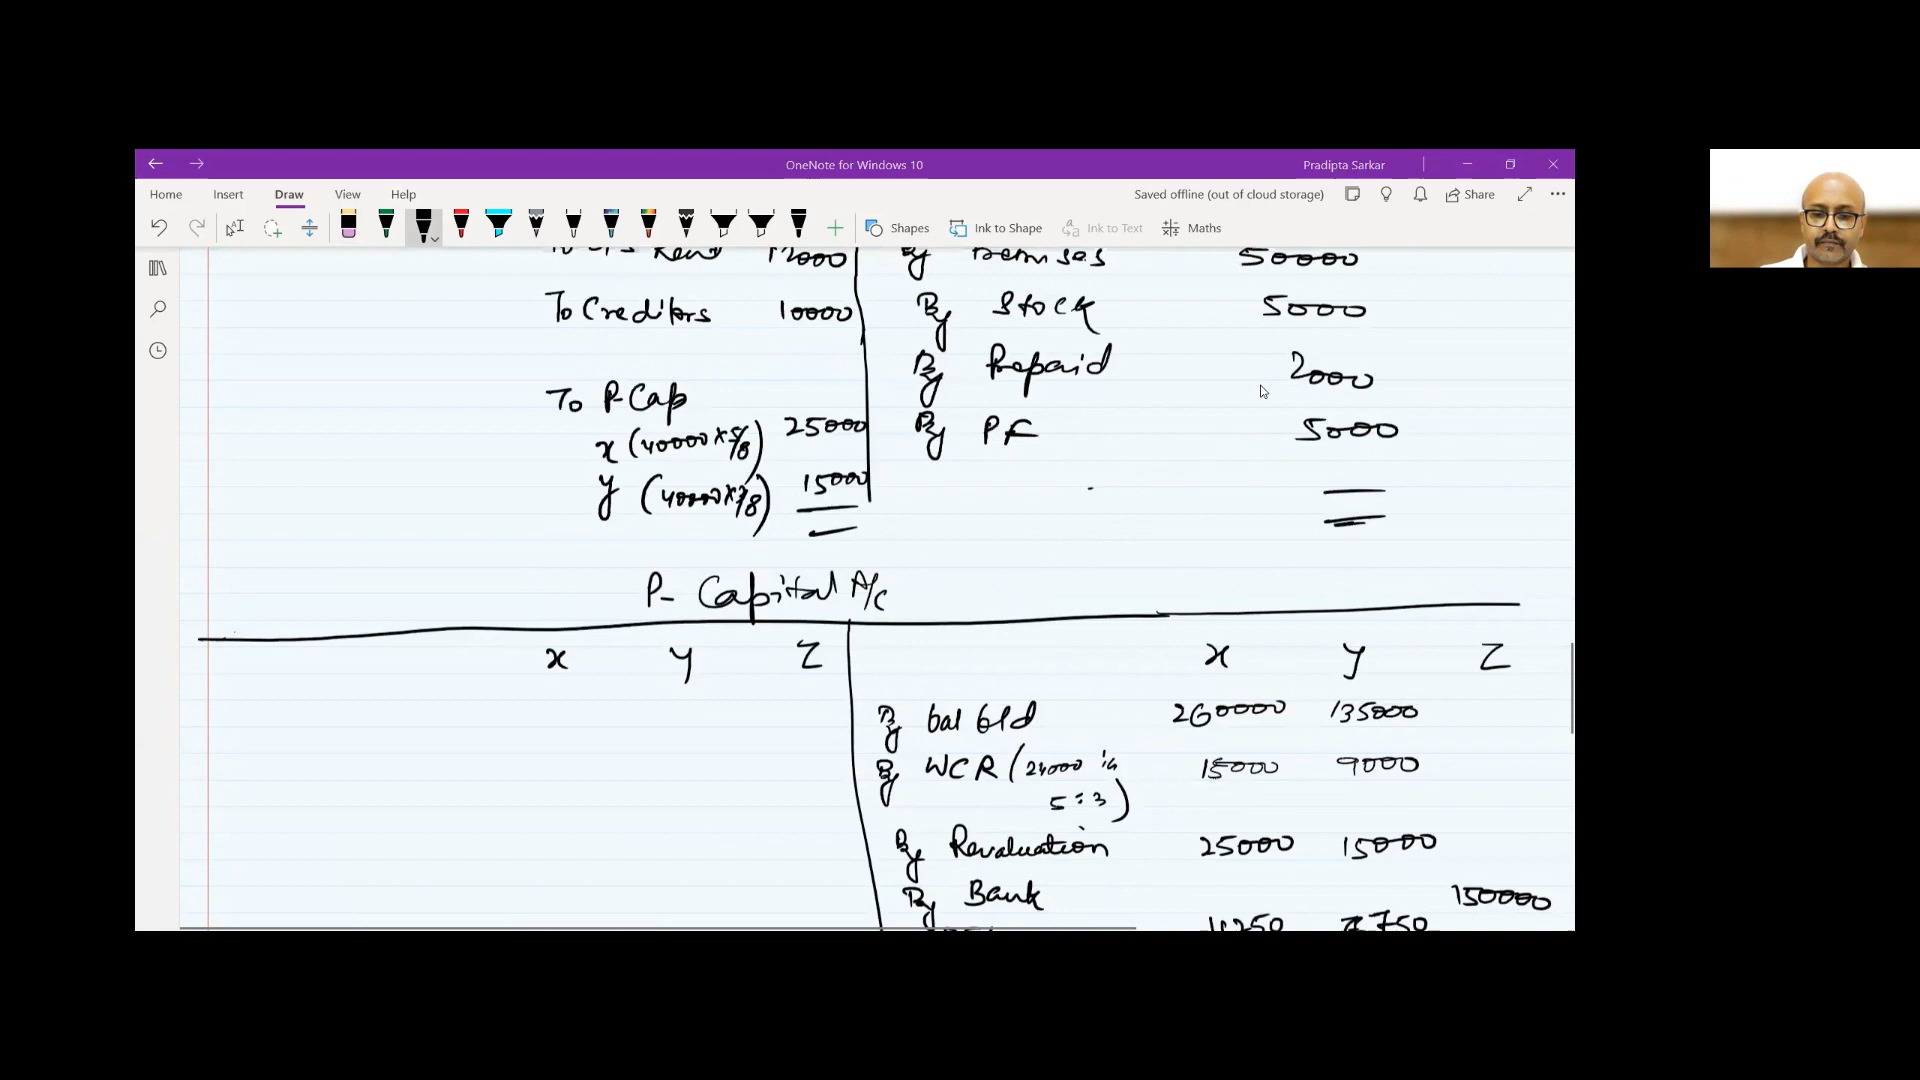 OneNote for Windows 10
Pradipta Sarkar
Home Insert Draw View Help
Saved offline (out of cloud storage)
Share
Shapes Ink to Shape Ink to Text Maths
12000 By 50000
To Creditors 10000 By Stock 5000
By Prepaid 2000
To P Cap
x (40000 x 5/8) 25000 By PF 5000
y (40000 x 3/8) 15000
P- Capital A/c
x y Z x y Z
By bal b/d 260000 135000
By WCR (24000 in 15000 9000
5:3)
By Revaluation 25000 15000
By Bank 150000